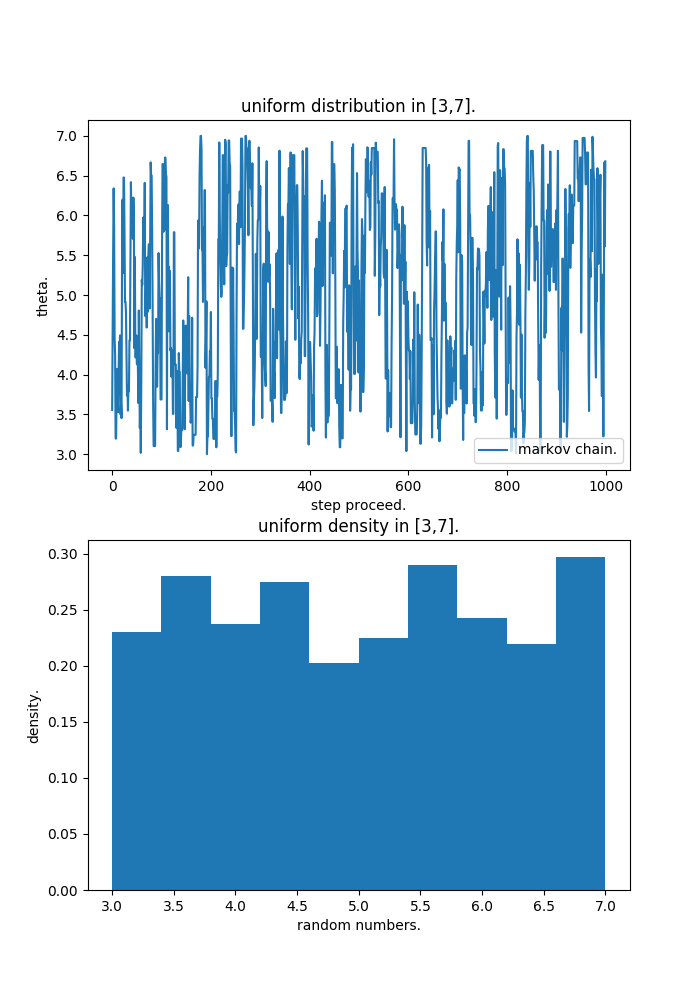 uniform distribution in [3,7].
7.0
6.5
6.0
5.5
5.0
4.5
4.0
3.5
3.0
theta.
markov chain.
0 200 400 600 800 1000
step proceed.
uniform density in [3,7].
0.30
0.25
0.20
0.15
0.10
0.05
0.00
density.
3.0 3.5 4.0 4.5 5.0 5.5 6.0 6.5 7.0
random numbers.